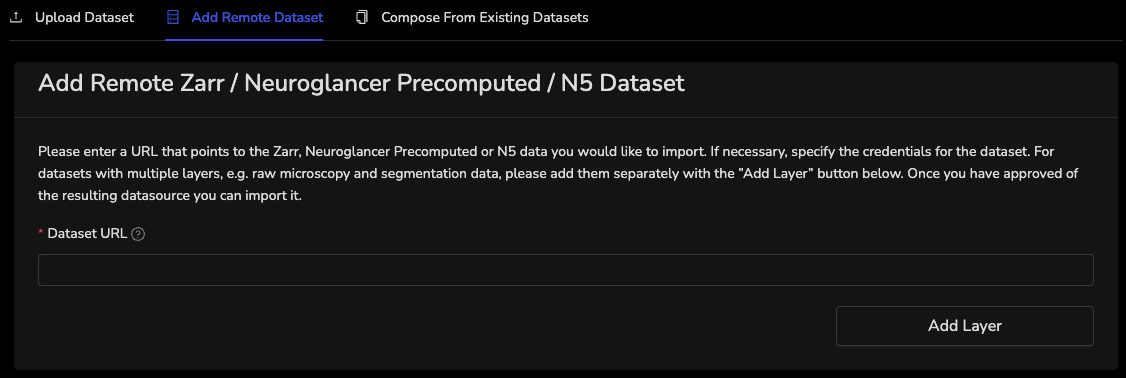 Upload Dataset
Add Remote Dataset
Compose From Existing Datasets
Add Remote Zarr / Neuroglancer Precomputed / N5 Dataset
Please enter a URL that points to the Zarr, Neuroglancer Precomputed or N5 data you would like to import. If necessary, specify the credentials for the dataset. For
datasets with multiple layers, e.g. raw microscopy and segmentation data, please add them separately with the "Add Layer" button below. Once you have approved of
the resulting datasource you can import it.
* Dataset URL ?
Add Layer